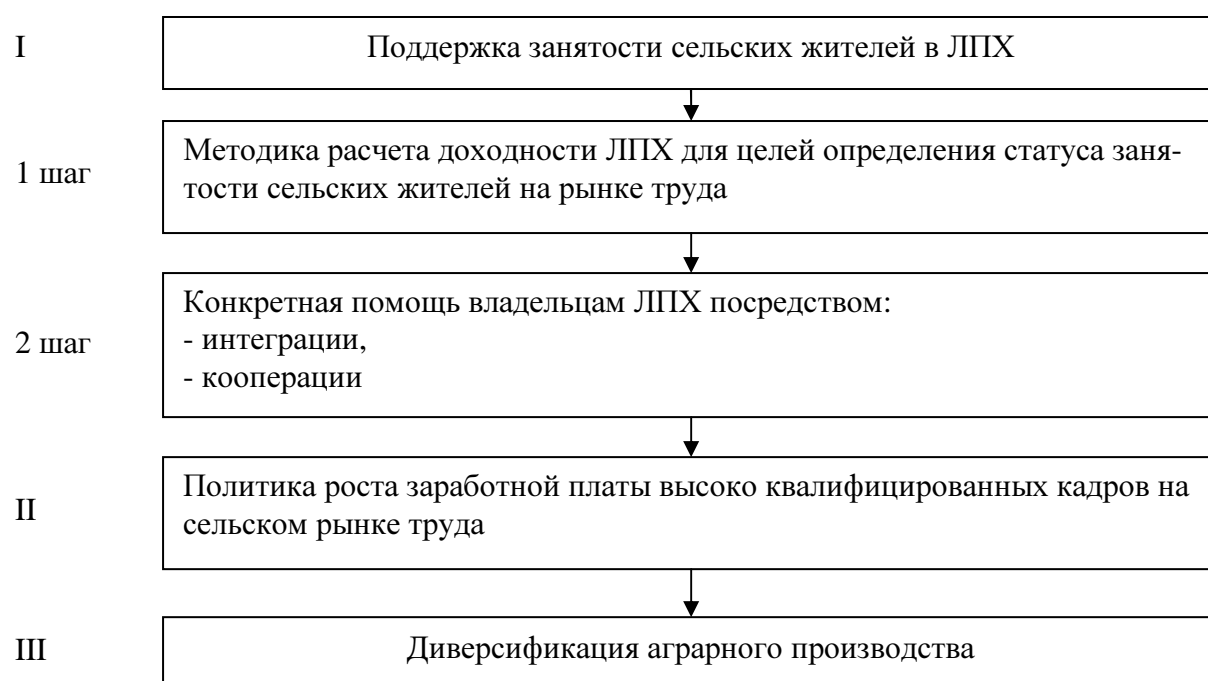 I
Поддержка занятости сельских жителей в ЛПХ
1 шаг
Методика расчета доходности ЛПХ для целей определения статуса заня-
тости сельских жителей на рынке труда
2 шаг
Конкретная помощь владельцам ЛПХ посредством:
- интеграции,
- кооперации
II
Политика роста заработной платы высоко квалифицированных кадров на
сельском рынке труда
III
Диверсификация аграрного производства